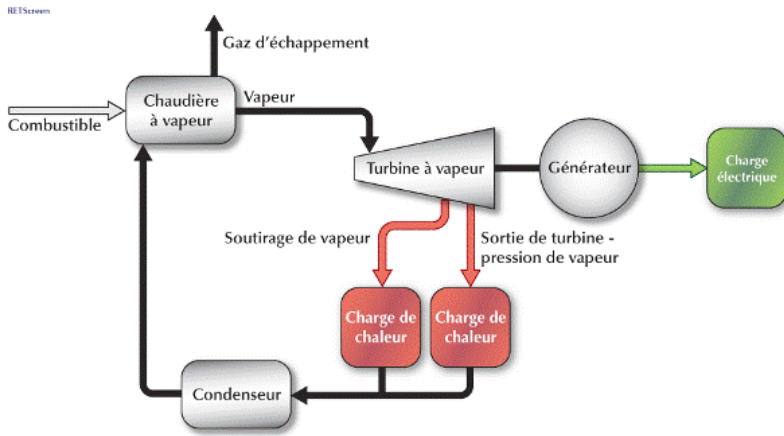 RETScreen
Gaz d'échappement
Chaudière
à vapeur
Vapeur
Combustible
Turbine à vapeur
Générateur
Charge
électrique
Soutirage de vapeur
Sortie de turbine -
pression de vapeur
Charge de
chaleur
Charge de
chaleur
Condenseur